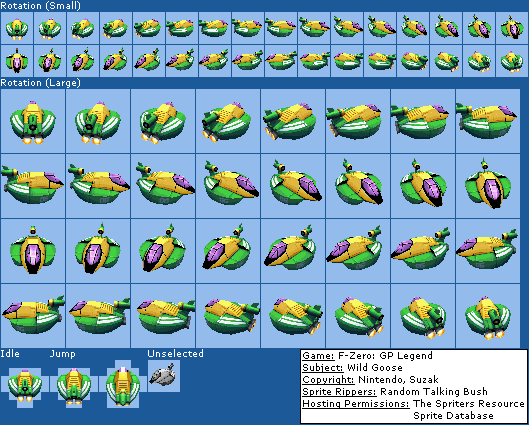 Rotation (Small)
Rotation (Large)
Idle
Jump
Unselected
Game: F-Zero: GP Legend
Subject: Wild Goose
Copyright: Nintendo, Suzak
Sprite Rippers: Random Talking Bush
Hosting Permissions: The Spriters Resource
Sprite Database